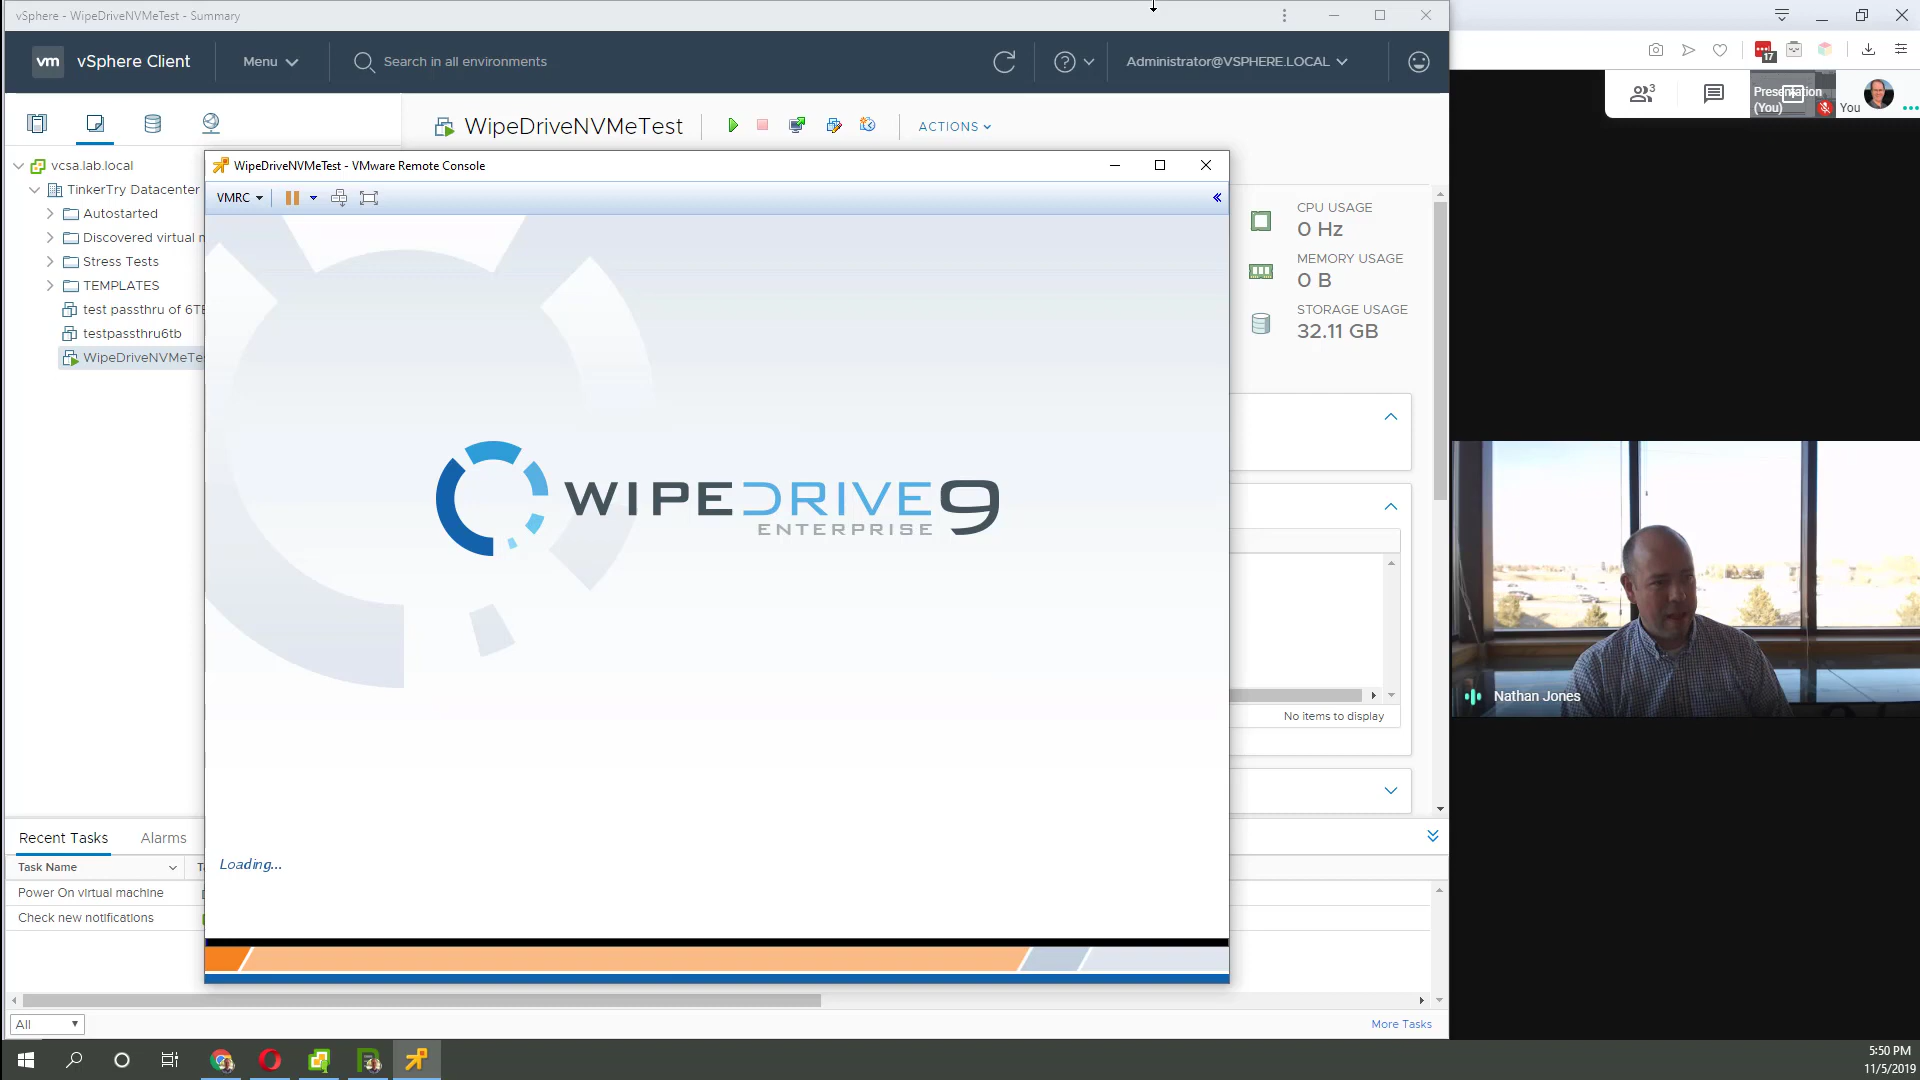 vSphere - WipeDriveNVMeTest - Summary
vm
vSphere Client
Menu
Search in all environments
Administrator@VSPHERE.LOCAL
17
3
Presentation
(You)
You
WipeDriveNVMeTest
ACTIONS
vcsa.lab.local
TinkerTry Datacenter
Autostarted
Discovered virtual m
Stress Tests
TEMPLATES
test passthru of 6TB
testpassthru6tb
WipeDriveNVMeTes
WipeDriveNVMeTest - VMware Remote Console
VMRC
WIPEDRIVE9
ENTERPRISE
Loading...
CPU USAGE
0 Hz
MEMORY USAGE
0 B
STORAGE USAGE
32.11 GB
No items to display
Nathan Jones
Recent Tasks
Alarms
Task Name
Power On virtual machine
Check new notifications
All
More Tasks
5:50 PM
11/5/2019